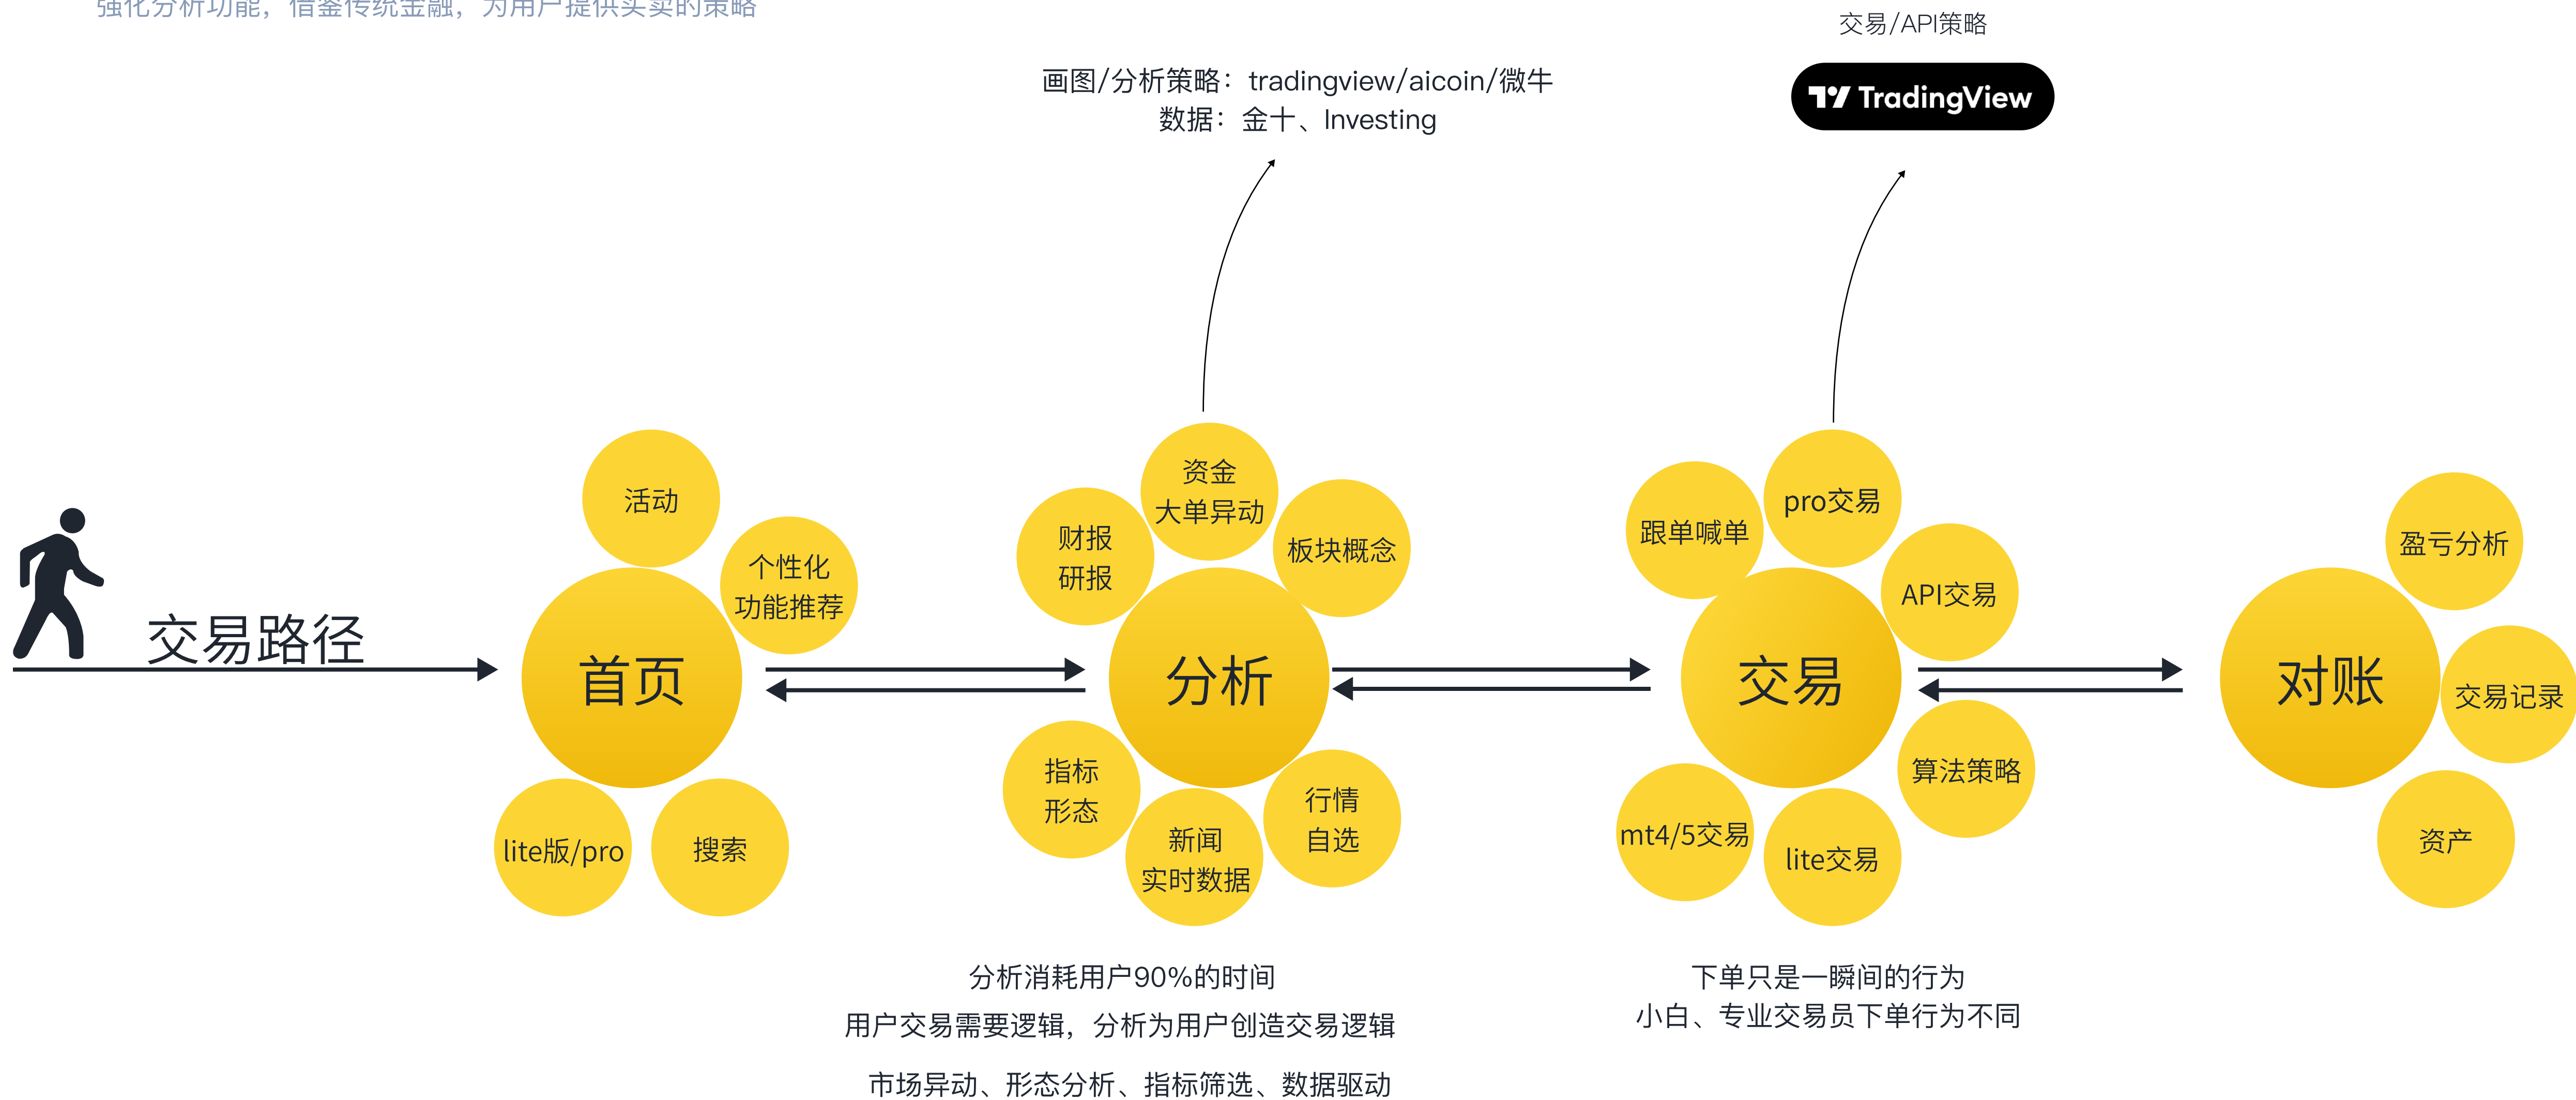 强化分析功能，借鉴传统金融，为用户提供买卖的策略
交易/API策略
TradingView
画图/分析策略：tradingview/aicoin/微牛
数据：金十、Investing
交易路径
首页
活动
个性化
功能推荐
lite版/pro
搜索
分析
财报
研报
资金
大单异动
板块概念
指标
形态
新闻
实时数据
行情
自选
交易
跟单喊单
pro交易
API交易
算法策略
mt4/5交易
lite交易
对账
盈亏分析
交易记录
资产
分析消耗用户90%的时间
用户交易需要逻辑，分析为用户创造交易逻辑
市场异动、形态分析、指标筛选、数据驱动
下单只是一瞬间的行为
小白、专业交易员下单行为不同